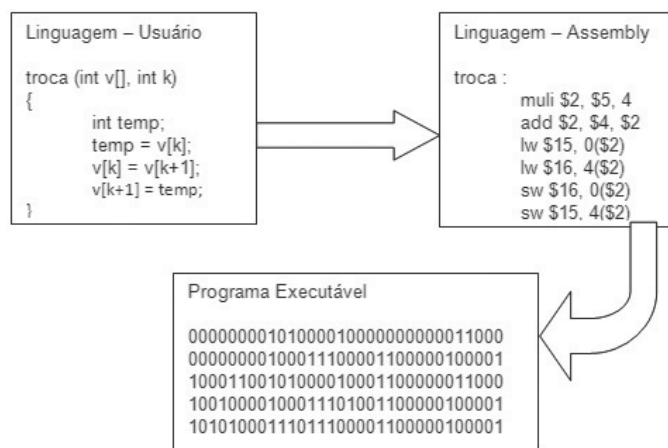 Linguagem – Usuário
troca (int v[], int k)
{
int temp;
temp = v[k];
v[k] = v[k+1];
v[k+1] = temp;
}
Linguagem – Assembly
troca :
muli $2, $5, 4
add $2, $4, $2
lw $15, 0($2)
lw $16, 4($2)
sw $16, 0($2)
sw $15, 4($2)
Programa Executável
00000000101000010000000000011000
00000000100011100001100000100001
10001100101000010001100000011000
10010000100011101001100000100001
10101000111011100001100000100001